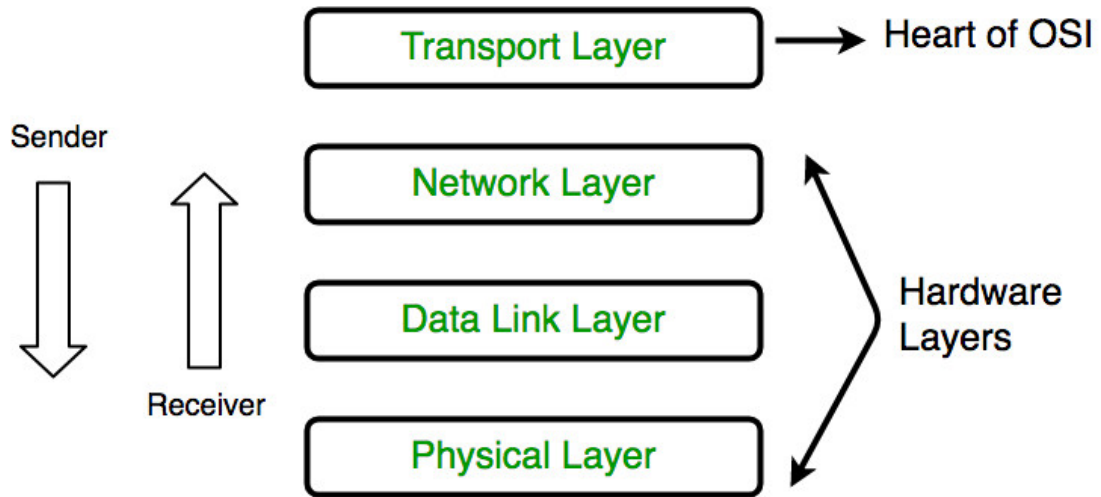 Transport Layer
Heart of OSI
Sender
Network Layer
Data Link Layer
Hardware
Layers
Receiver
Physical Layer